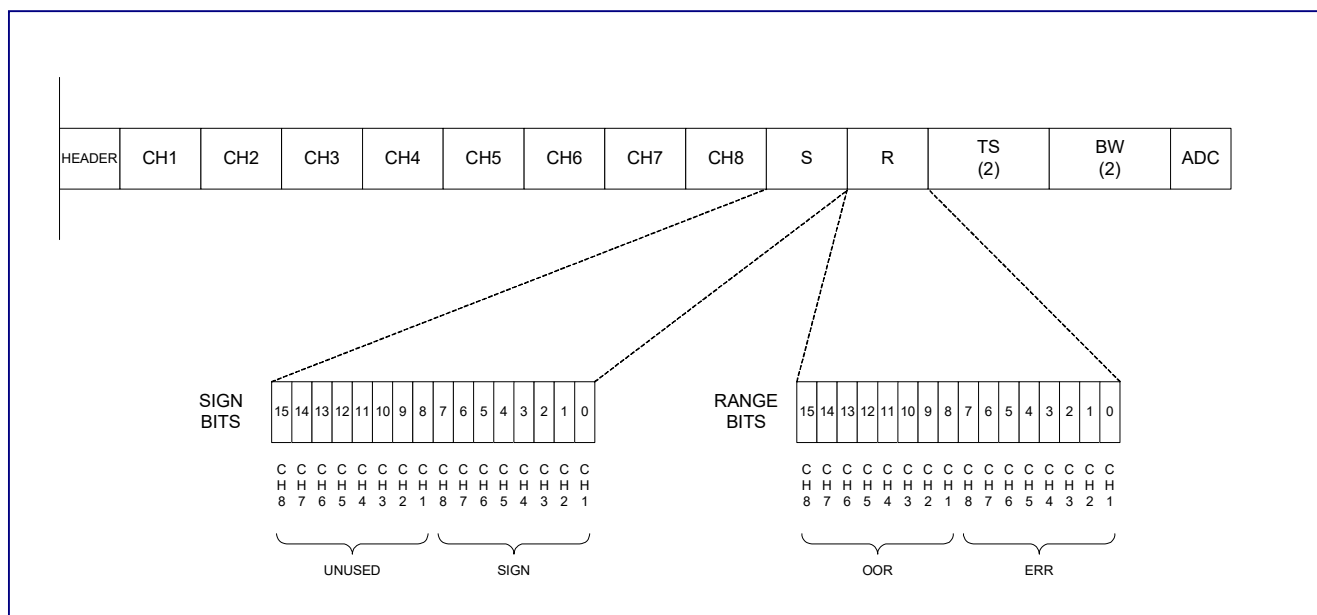 HEADER CH1 CH2 CH3 CH4 CH5 CH6 CH7 CH8 S R TS (2) BW (2) ADC
SIGN BITS
15 14 13 12 11 10 9 8 7 6 5 4 3 2 1 0
CH8 CH7 CH6 CH5 CH4 CH3 CH2 CH1 CH8 CH7 CH6 CH5 CH4 CH3 CH2 CH1
UNUSED SIGN
RANGE BITS
15 14 13 12 11 10 9 8 7 6 5 4 3 2 1 0
CH8 CH7 CH6 CH5 CH4 CH3 CH2 CH1 CH8 CH7 CH6 CH5 CH4 CH3 CH2 CH1
OOR ERR